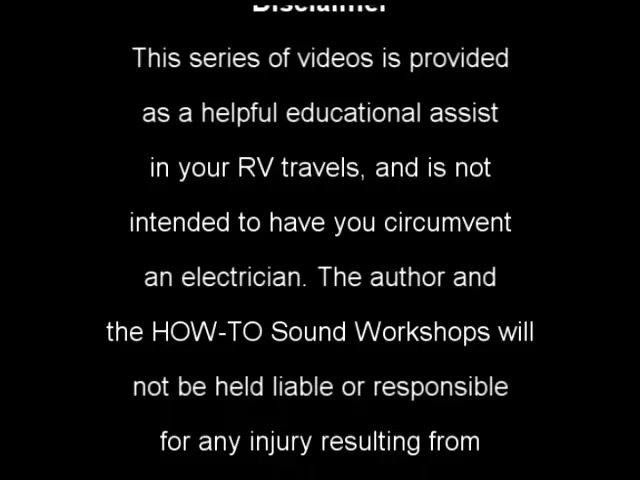 Disclaimer
This series of videos is provided
as a helpful educational assist
in your RV travels, and is not
intended to have you circumvent
an electrician. The author and
the HOW-TO Sound Workshops will
not be held liable or responsible
for any injury resulting from